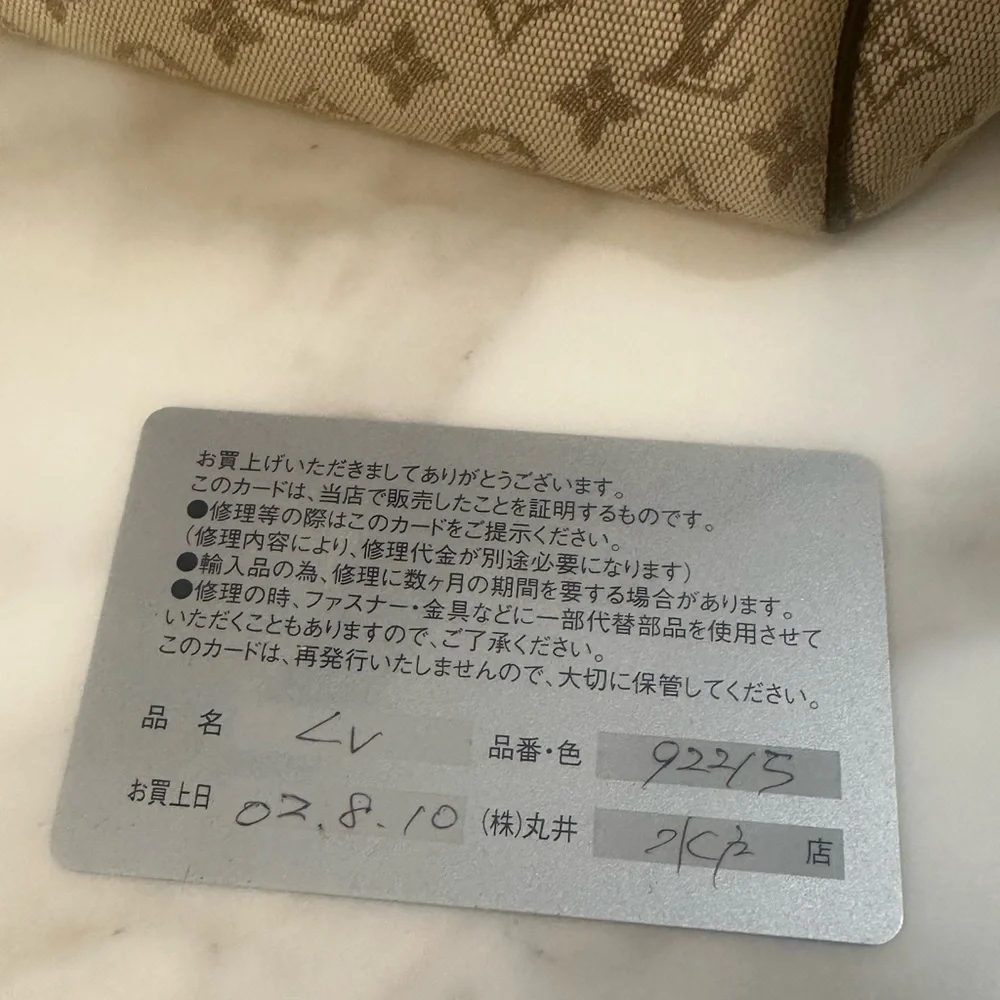 お買上げいただきましてありがとうございます。
このカードは、当店で販売したことを証明するものです。
●修理等の際はこのカードをご提示ください。
(修理内容により、修理代金が別途必要になります)
●輸入品の為、修理に数ヶ月の期間を要する場合があります。
●修理の時、ファスナー・金具などに一部代替部品を使用させて
いただくこともありますので、ご了承ください。
このカードは、再発行いたしませんので、大切に保管してください。
品 名 LV 品番・色 92215
お買上日 02.8.10 (株)丸井 店